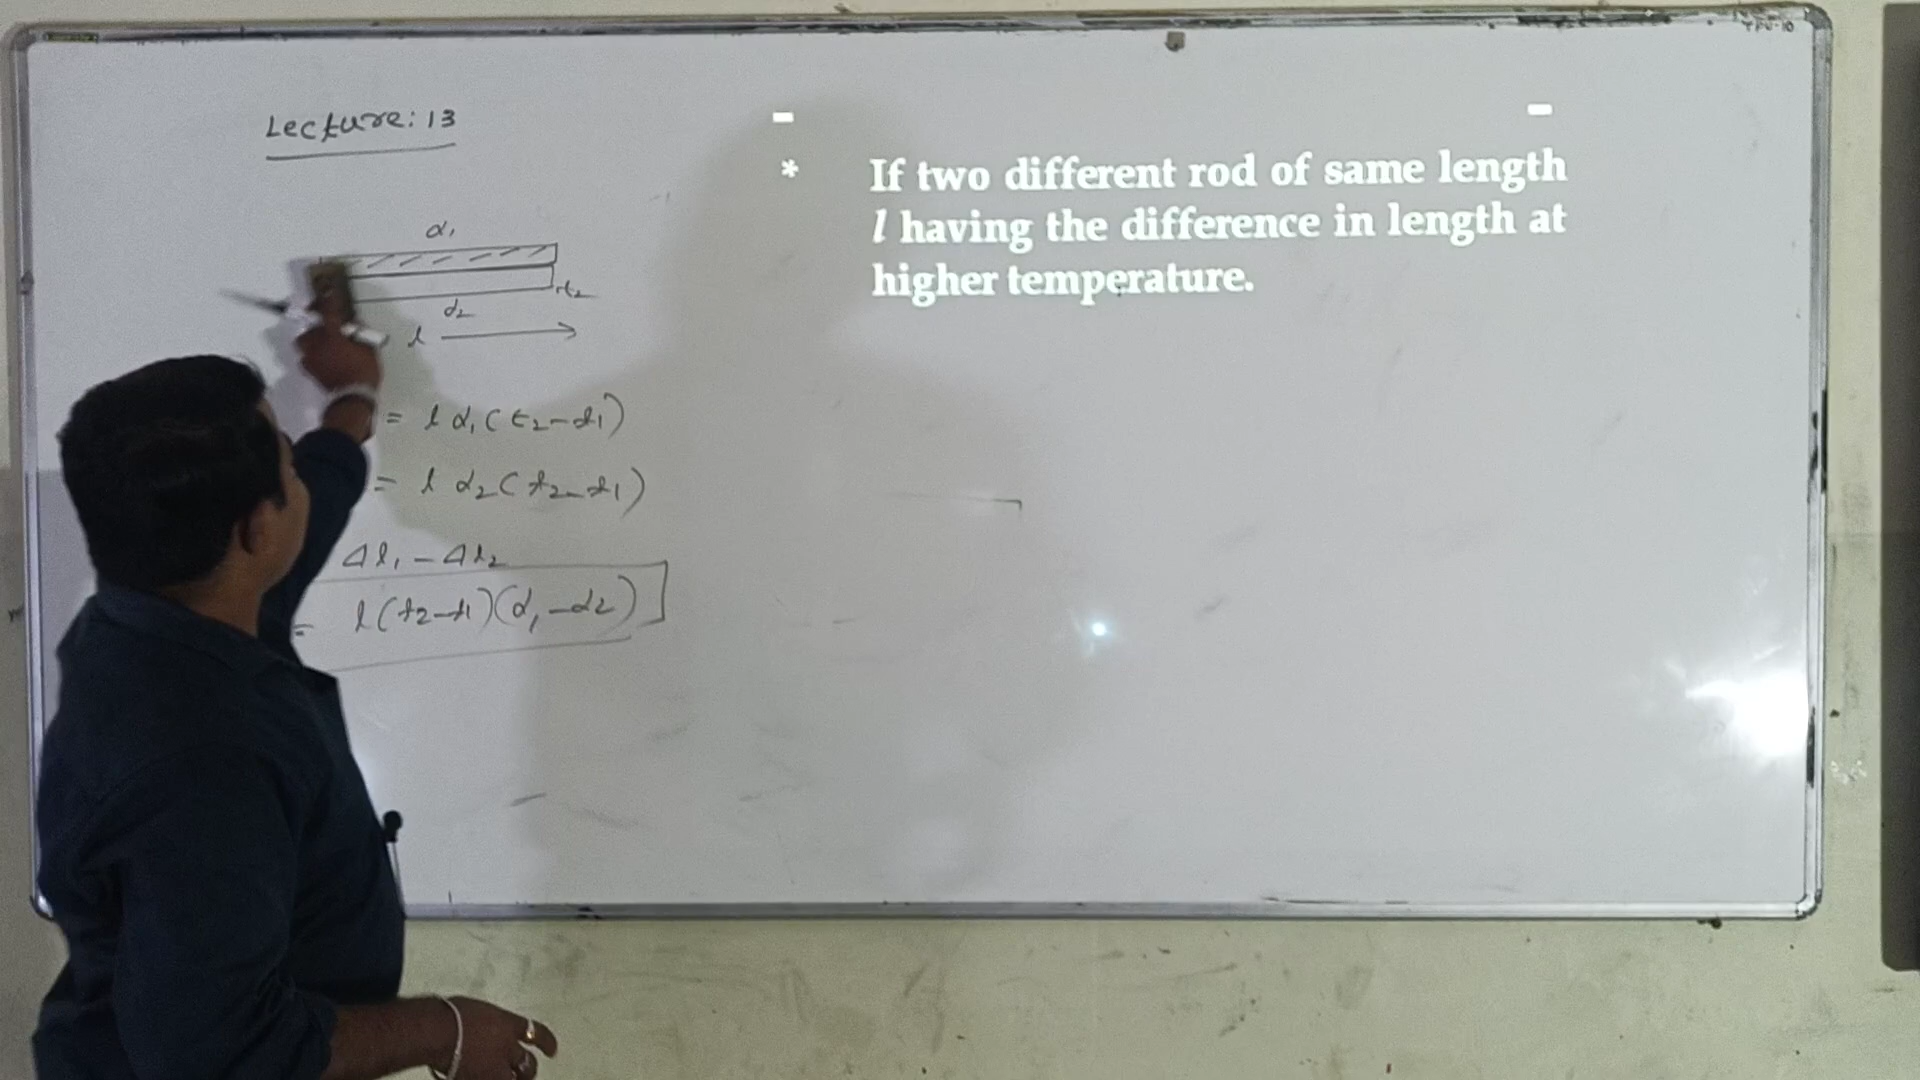 Lecture: 13
α₁
t₂
α₂
l
= l α₁ (t₂-t₁)
= l α₂ (t₂-t₁)
Δl₁ - Δl₂
= l (t₂-t₁)(α₁-α₂)
* If two different rod of same length
l having the difference in length at
higher temperature.